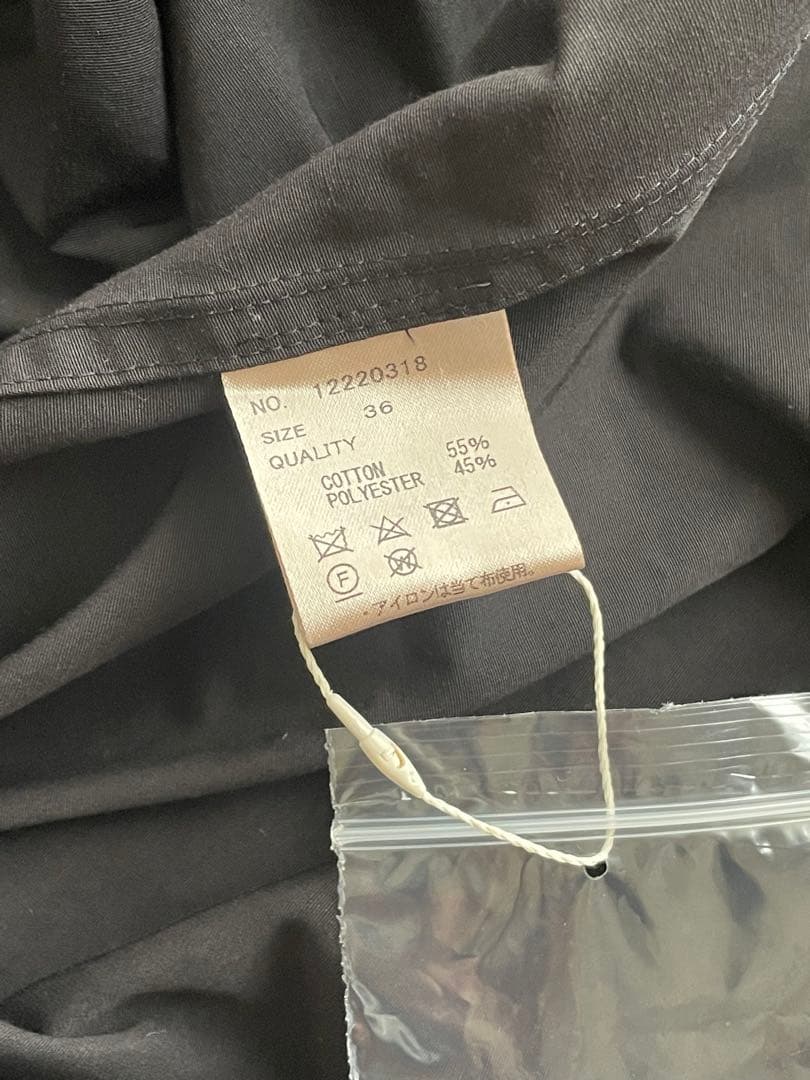 NO. 12220318
SIZE 36
QUALITY
COTTON 55%
POLYESTER 45%
F W
・アイロンは当て布使用。